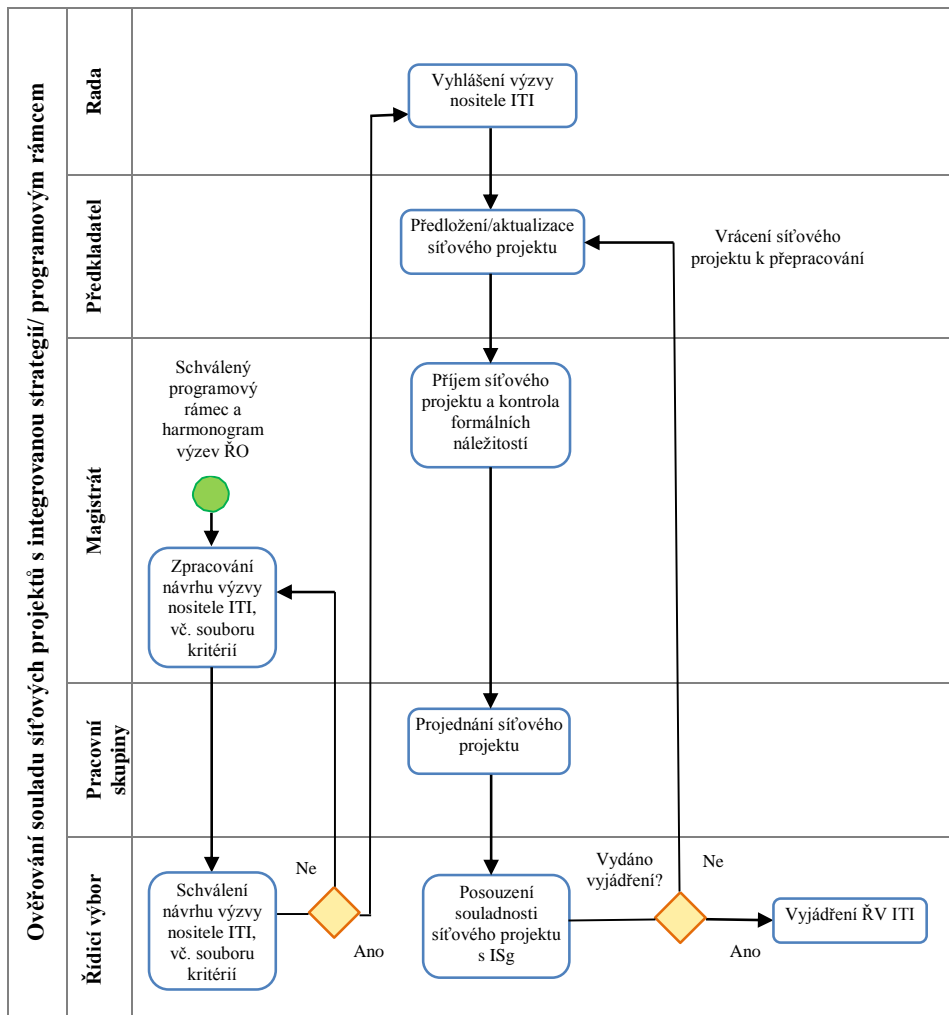 Ověřování souladu síťových projektů s integrovanou strategií/ programovým rámcem
Rada
Vyhlášení výzvy
nositele ITI
Předkladatel
Předložení/aktualizace
síťového projektu
Vrácení síťového
projektu k přepracování
Magistrát
Schválený
programový
rámec a
harmonogram
výzev ŘO
Příjem síťového
projektu a kontrola
formálních
náležitostí
Zpracování
návrhu výzvy
nositele ITI,
vč. souboru
kritérií
Pracovní
skupiny
Projednání síťového
projektu
Řídicí výbor
Schválení
návrhu výzvy
nositele ITI,
vč. souboru
kritérií
Ne
Ano
Posouzení
souladnosti
síťového projektu
s ISg
Vydáno
vyjádření?
Ne
Ano
Vyjádření ŘV ITI